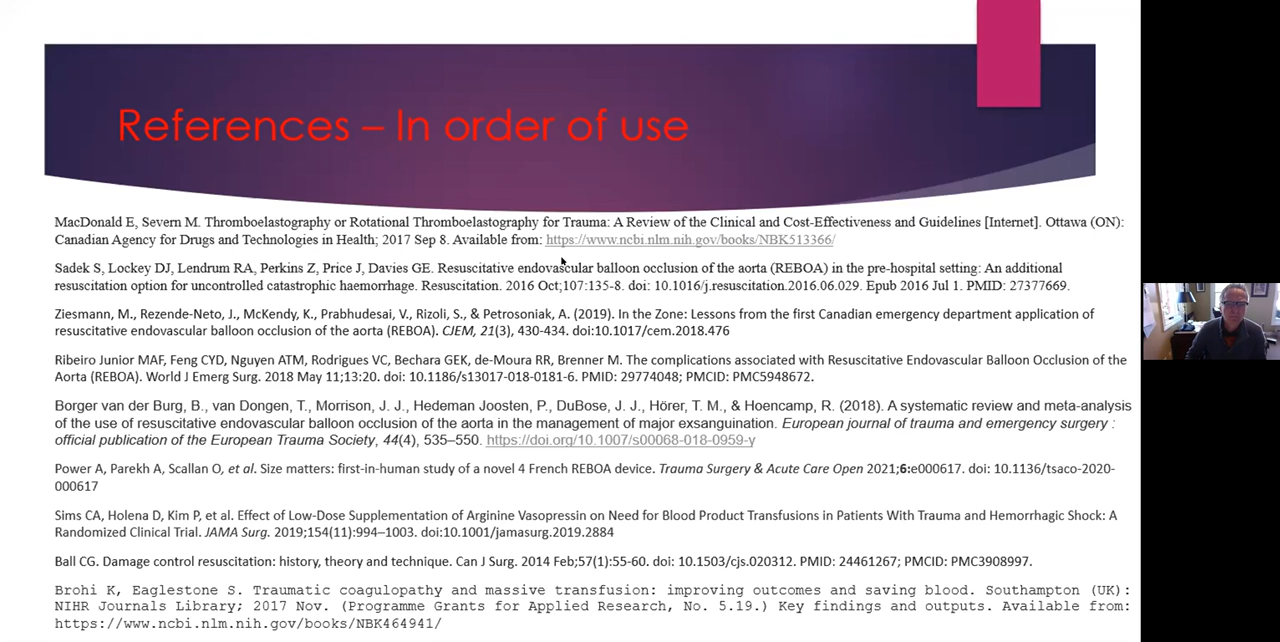 References – In order of use
MacDonald E, Severn M. Thromboelastography or Rotational Thromboelastography for Trauma: A Review of the Clinical and Cost-Effectiveness and Guidelines [Internet]. Ottawa (ON):
Canadian Agency for Drugs and Technologies in Health; 2017 Sep 8. Available from: https://www.ncbi.nlm.nih.gov/books/NBK513366/
Sadek S, Lockey DJ, Lendrum RA, Perkins Z, Price J, Davies GE. Resuscitative endovascular balloon occlusion of the aorta (REBOA) in the pre-hospital setting: An additional
resuscitation option for uncontrolled catastrophic haemorrhage. Resuscitation. 2016 Oct;107:135-8. doi: 10.1016/j.resuscitation.2016.06.029. Epub 2016 Jul 1. PMID: 27377669.
Ziesmann, M., Rezende-Neto, J., McKendy, K., Prabhudesai, V., Rizoli, S., & Petrosoniak, A. (2019). In the Zone: Lessons from the first Canadian emergency department application of
resuscitative endovascular balloon occlusion of the aorta (REBOA). CJEM, 21(3), 430-434. doi:10.1017/cem.2018.476
Ribeiro Junior MAF, Feng CYD, Nguyen ATM, Rodrigues VC, Bechara GEK, de-Moura RR, Brenner M. The complications associated with Resuscitative Endovascular Balloon Occlusion of the
Aorta (REBOA). World J Emerg Surg. 2018 May 11;13:20. doi: 10.1186/s13017-018-0181-6. PMID: 29774048; PMCID: PMC5948672.
Borger van der Burg, B., van Dongen, T., Morrison, J. J., Hedeman Joosten, P., DuBose, J. J., Hörer, T. M., & Hoencamp, R. (2018). A systematic review and meta-analysis
of the use of resuscitative endovascular balloon occlusion of the aorta in the management of major exsanguination. European journal of trauma and emergency surgery :
official publication of the European Trauma Society, 44(4), 535–550. https://doi.org/10.1007/s00068-018-0959-y
Power A, Parekh A, Scallan O, et al. Size matters: first-in-human study of a novel 4 French REBOA device. Trauma Surgery & Acute Care Open 2021;6:e000617. doi: 10.1136/tsaco-2020-
000617
Sims CA, Holena D, Kim P, et al. Effect of Low-Dose Supplementation of Arginine Vasopressin on Need for Blood Product Transfusions in Patients With Trauma and Hemorrhagic Shock: A
Randomized Clinical Trial. JAMA Surg. 2019;154(11):994–1003. doi:10.1001/jamasurg.2019.2884
Ball CG. Damage control resuscitation: history, theory and technique. Can J Surg. 2014 Feb;57(1):55-60. doi: 10.1503/cjs.020312. PMID: 24461267; PMCID: PMC3908997.
Brohi K, Eaglestone S. Traumatic coagulopathy and massive transfusion: improving outcomes and saving blood. Southampton (UK):
NIHR Journals Library; 2017 Nov. (Programme Grants for Applied Research, No. 5.19.) Key findings and outputs. Available from:
https://www.ncbi.nlm.nih.gov/books/NBK464941/